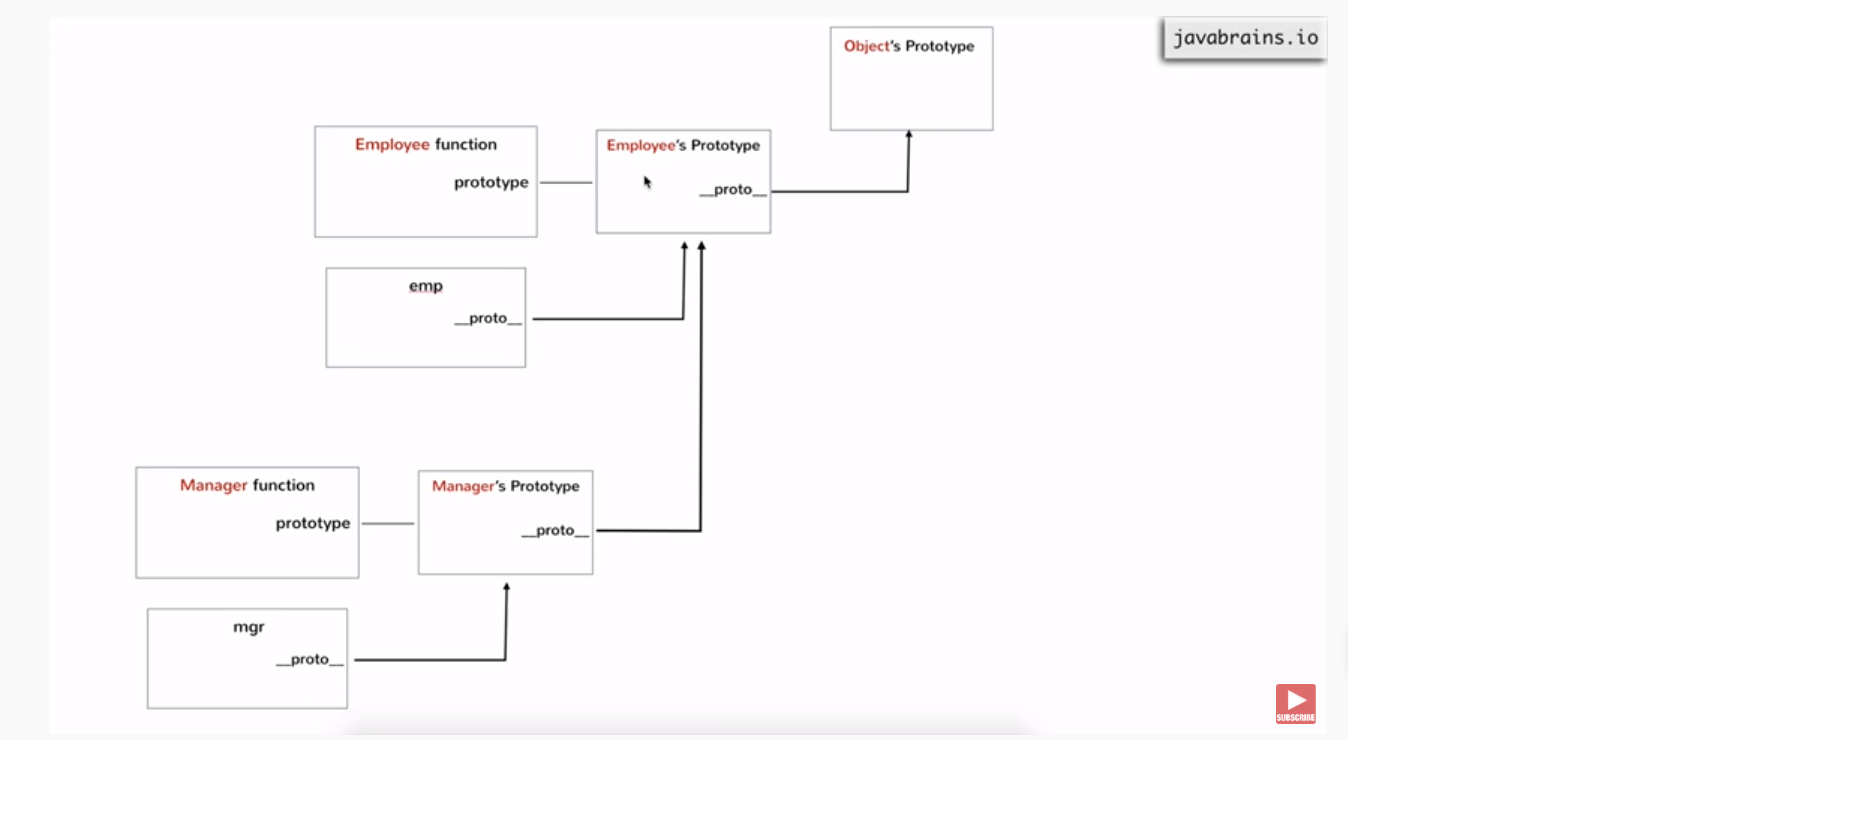 javabrains.io
Object's Prototype
Employee function
prototype
Employee's Prototype
__proto__
emp
__proto__
Manager function
prototype
Manager's Prototype
__proto__
mgr
__proto__
SUBSCRIBE